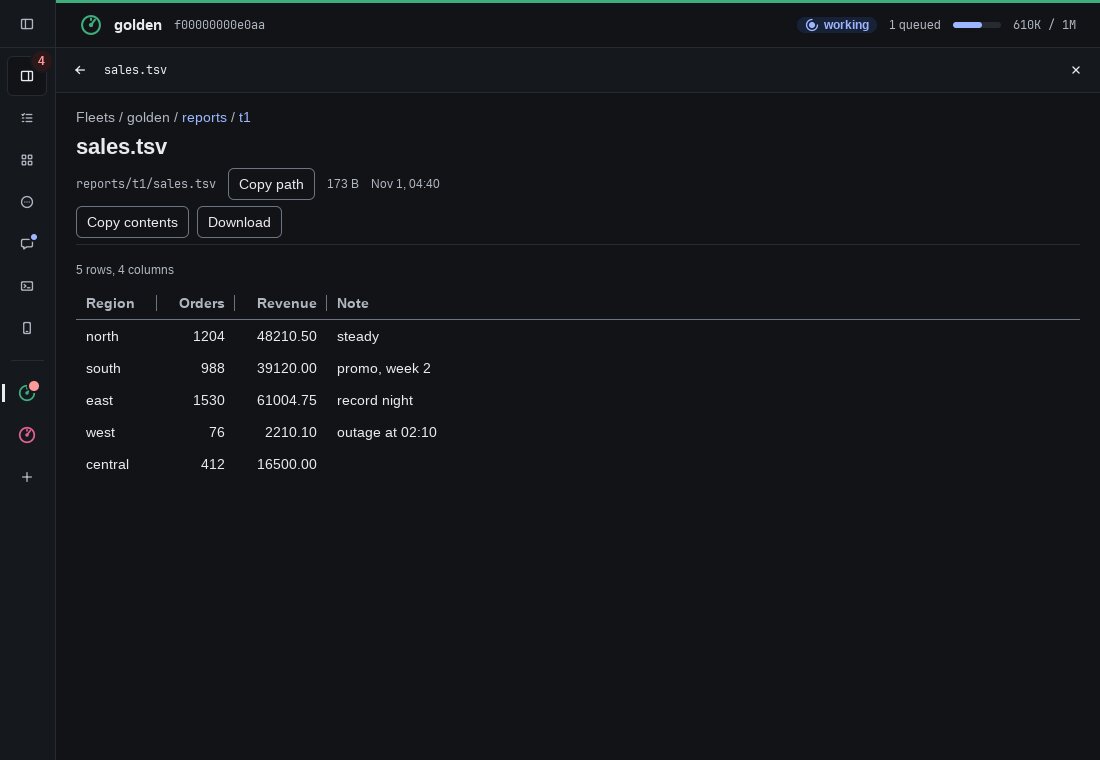 golden f00000000e0aa working 1 queued 610K / 1M
4
sales.tsv
Fleets / golden / reports / t1
sales.tsv
reports/t1/sales.tsv Copy path 173 B Nov 1, 04:40
Copy contents Download
5 rows, 4 columns
Region Orders Revenue Note
north 1204 48210.50 steady
south 988 39120.00 promo, week 2
east 1530 61004.75 record night
west 76 2210.10 outage at 02:10
central 412 16500.00